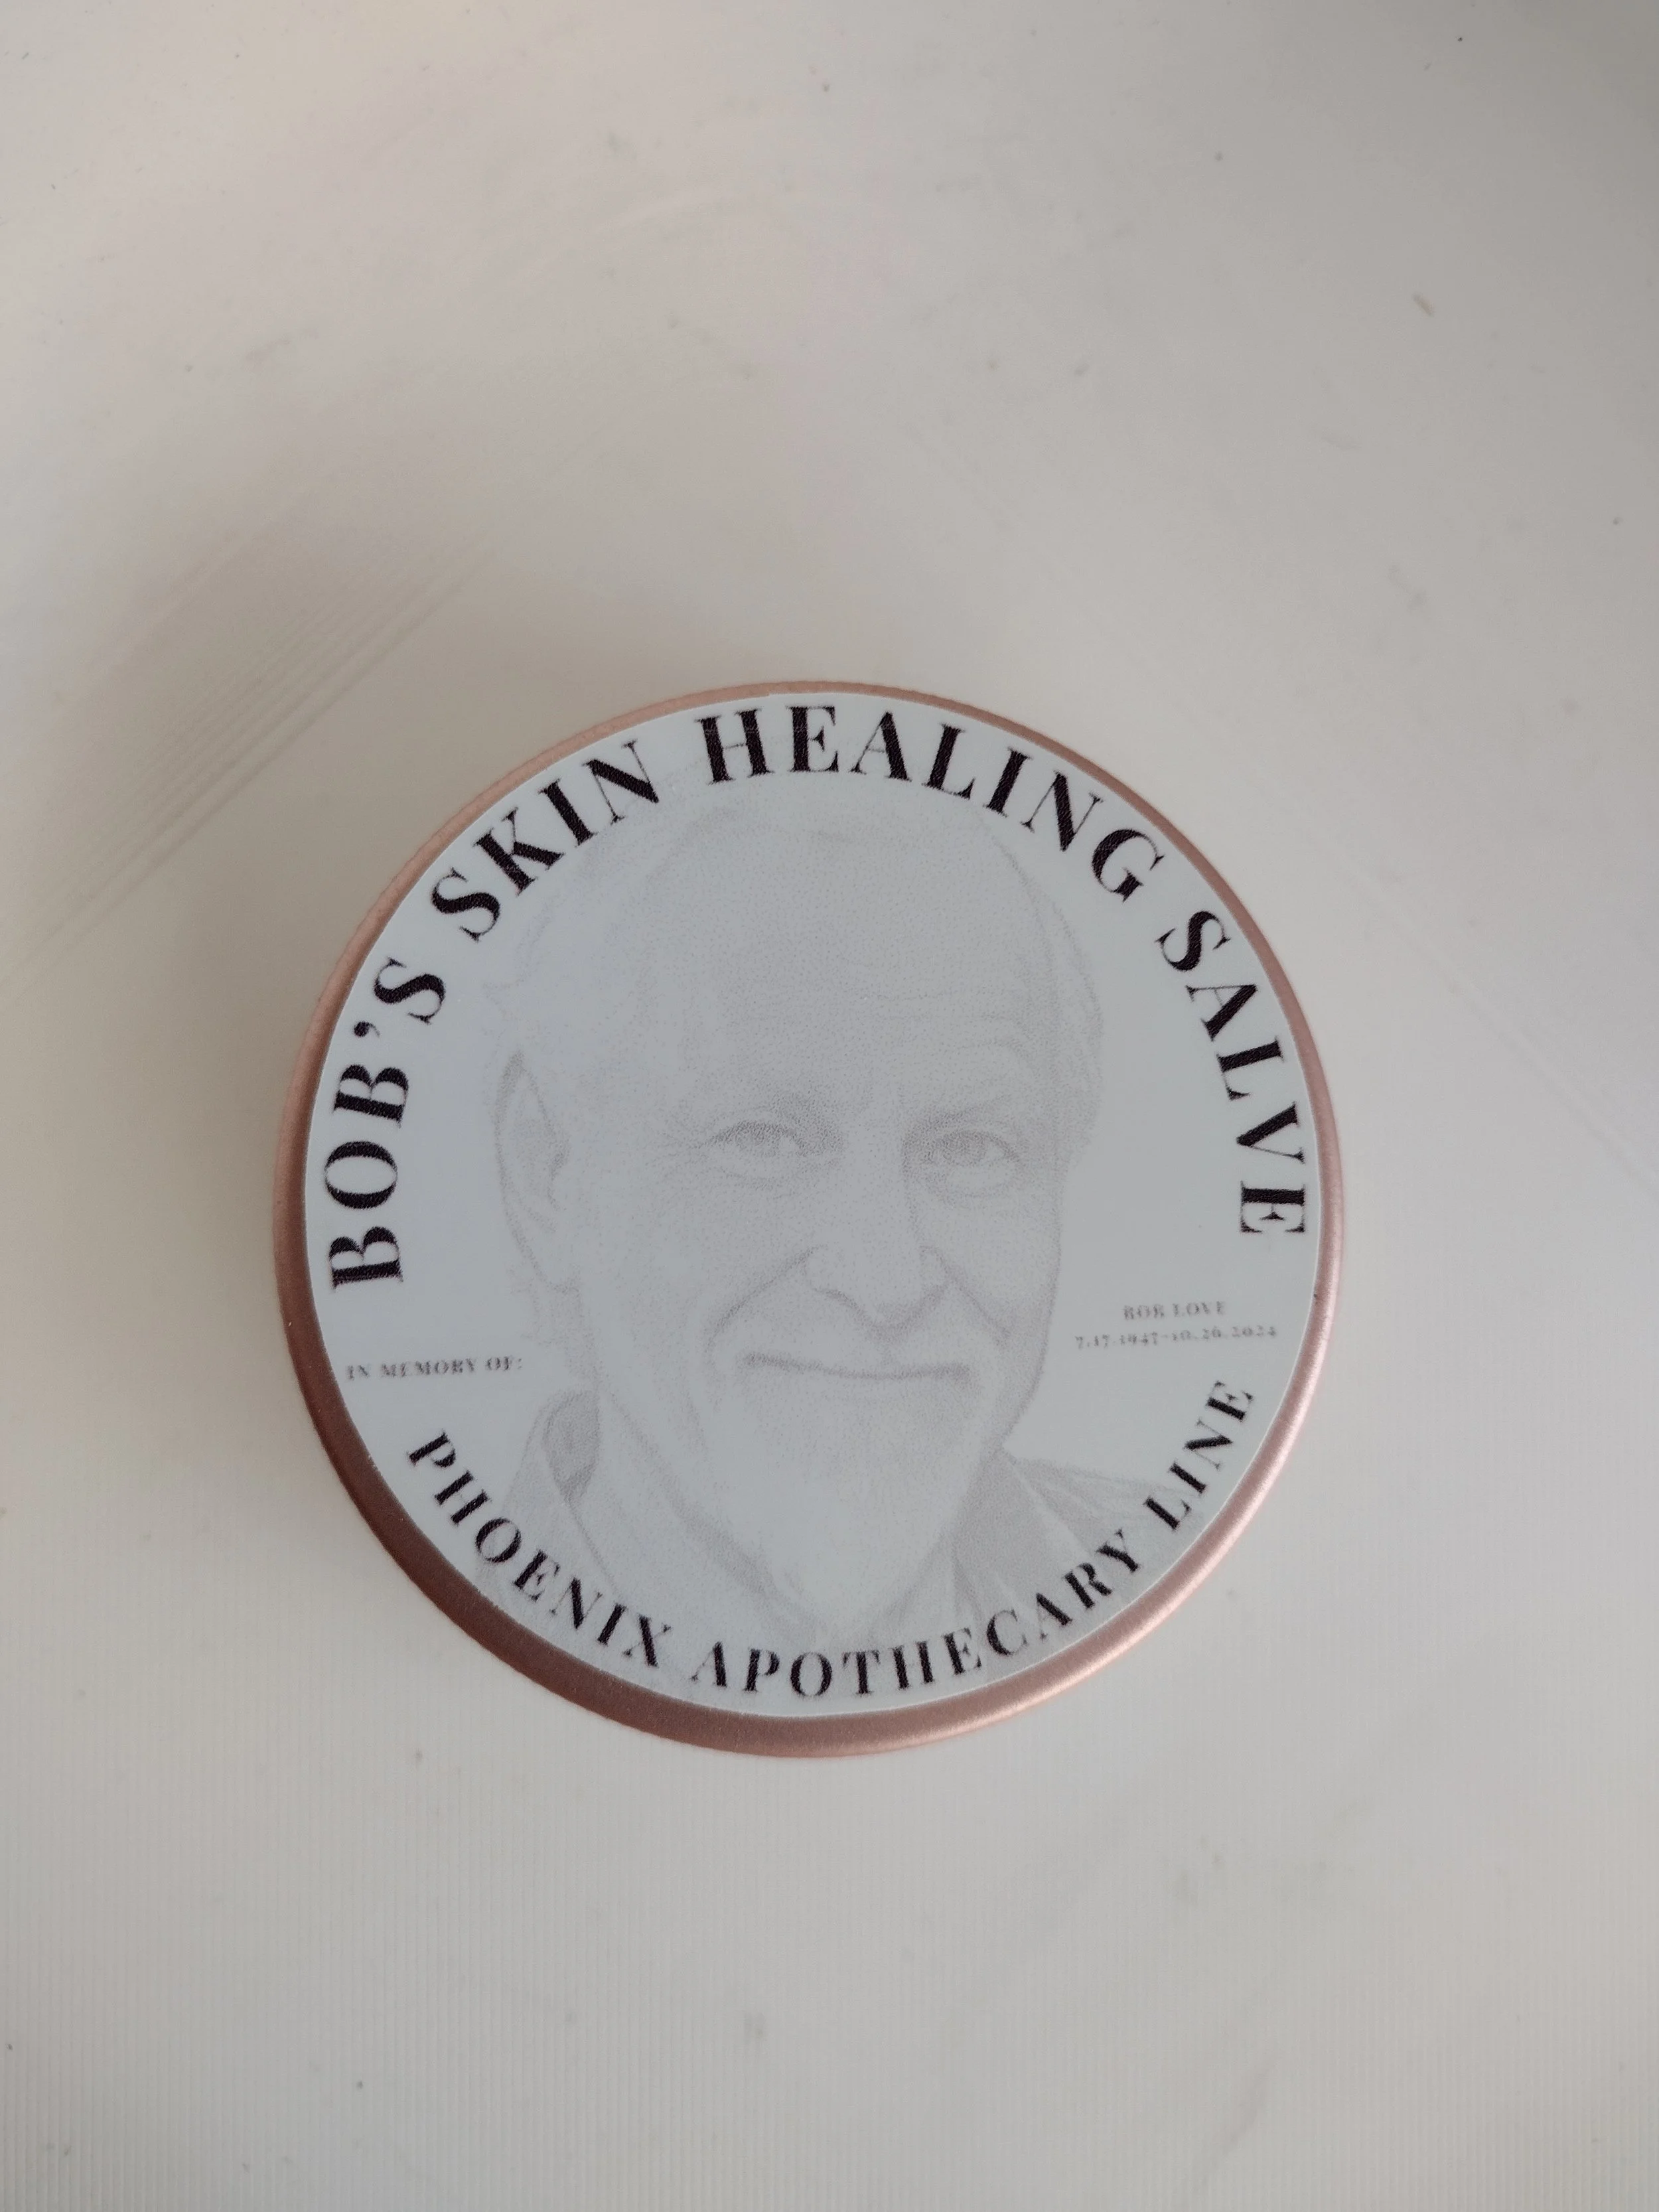 BOB'S SKIN HEALING SALVE
IN MEMORY OF:
BOB LOVE
7.17.1947-10.26.2024
PHOENIX APOTHECARY LINE